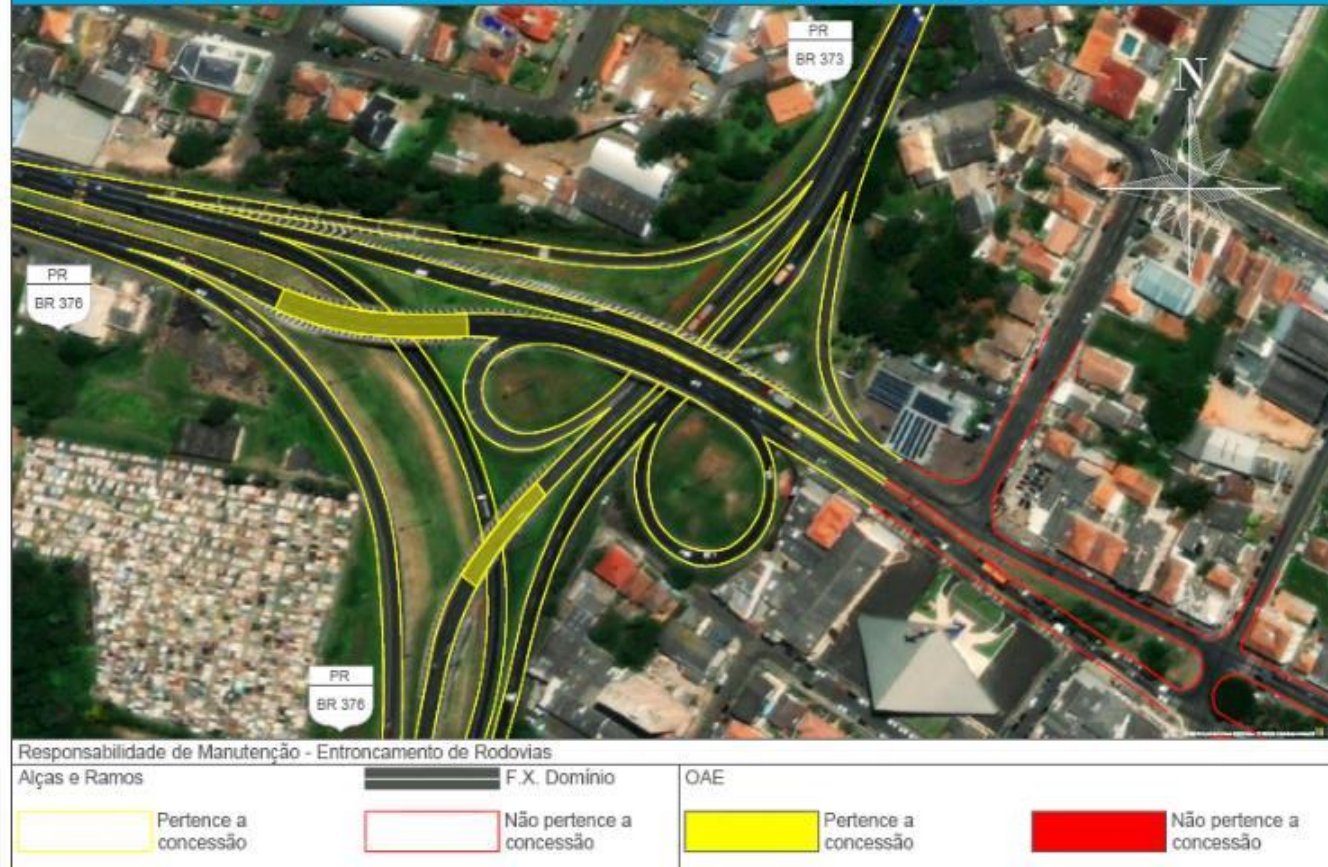 PR
BR 373
N
PR
BR 376
PR
BR 376
Responsabilidade de Manutenção - Entroncamento de Rodovias
Alças e Ramos
F.X. Domínio
OAE
Pertence a
concessão
Não pertence a
concessão
Pertence a
concessão
Não pertence a
concessão